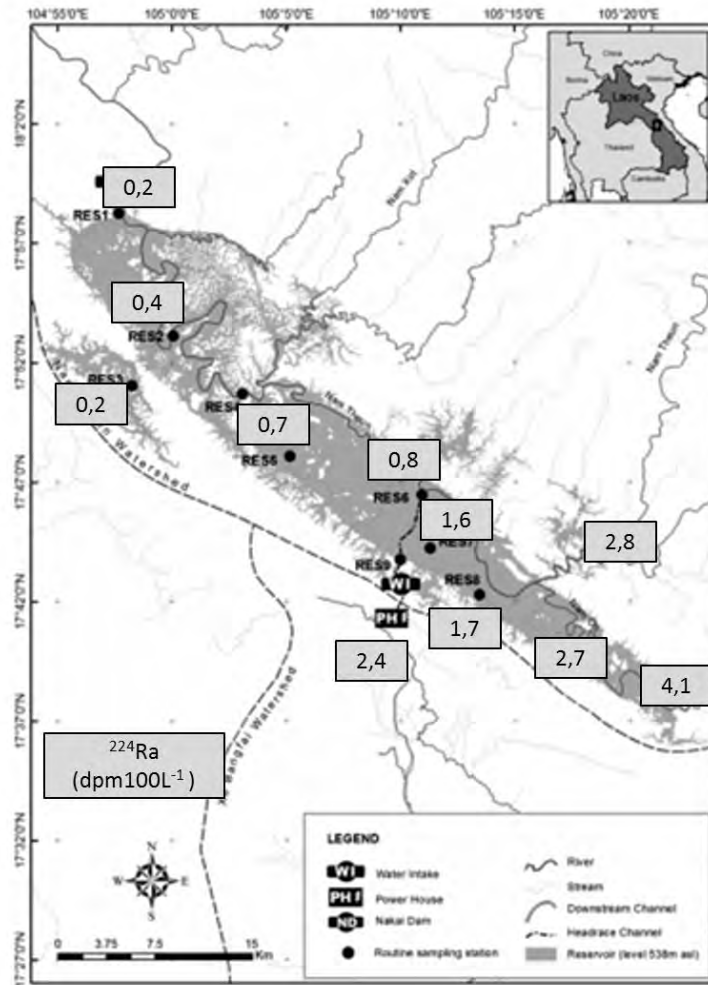 104°55'0"E 105°0'0"E 105°5'0"E 105°10'0"E 105°15'0"E 105°20'0"E
China
Burma
Vietnam
Laos
Thailand
Cambodia
18°2'0"N
0,2
RES1
Nam Xot
17°57'0"N
0,4
RES2
Nam Theun
17°52'0"N
RES3
0,2
RES4
0,7
Nam
RES5
0,8
Watershed
17°47'0"N
RES6
1,6
2,8
RES7
RES9
WI
RES8
17°42'0"N
PH
1,7
2,4
2,7
4,1
17°37'0"N
Xe Bangfai Watershed
224Ra
(dpm100L-1)
17°32'0"N
LEGEND
WI Water Intake
PH Power House
ND Nakai Dam
Routine sampling station
River
Stream
Downstream Channel
Headrace Channel
Reservoir (level 538m asl)
N
W E
S
0 3.75 7.5 15
Km
17°27'0"N